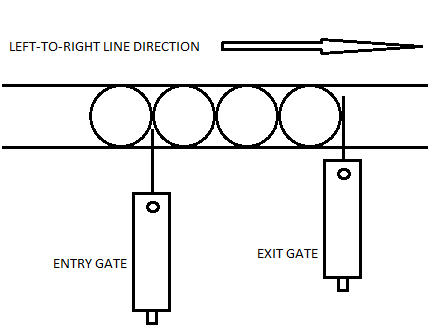 LEFT-TO-RIGHT LINE DIRECTION
EXIT GATE
ENTRY GATE